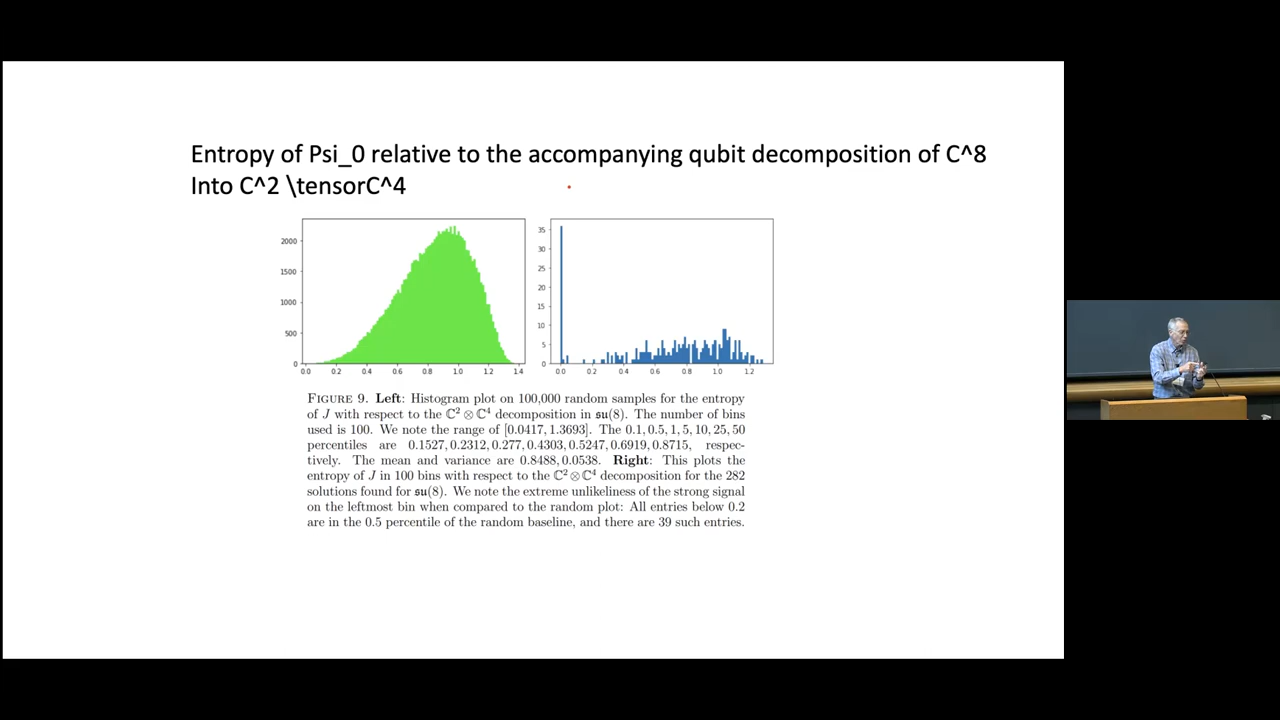 Entropy of Psi_0 relative to the accompanying qubit decomposition of C^8
Into C^2 \tensorC^4
2000
1500
1000
500
0
0.0 0.2 0.4 0.6 0.8 1.0 1.2 1.4
35
30
25
20
15
10
5
0
0.0 0.2 0.4 0.6 0.8 1.0 1.2
FIGURE 9. Left: Histogram plot on 100,000 random samples for the entropy
of J with respect to the ℂ² ⊗ ℂ⁴ decomposition in 𝔰𝔲(8). The number of bins
used is 100. We note the range of [0.0417, 1.3693]. The 0.1, 0.5, 1, 5, 10, 25, 50
percentiles are 0.1527, 0.2312, 0.277, 0.4303, 0.5247, 0.6919, 0.8715, respec-
tively. The mean and variance are 0.8488, 0.0538. Right: This plots the
entropy of J in 100 bins with respect to the ℂ² ⊗ ℂ⁴ decomposition for the 282
solutions found for 𝔰𝔲(8). We note the extreme unlikeliness of the strong signal
on the leftmost bin when compared to the random plot: All entries below 0.2
are in the 0.5 percentile of the random baseline, and there are 39 such entries.